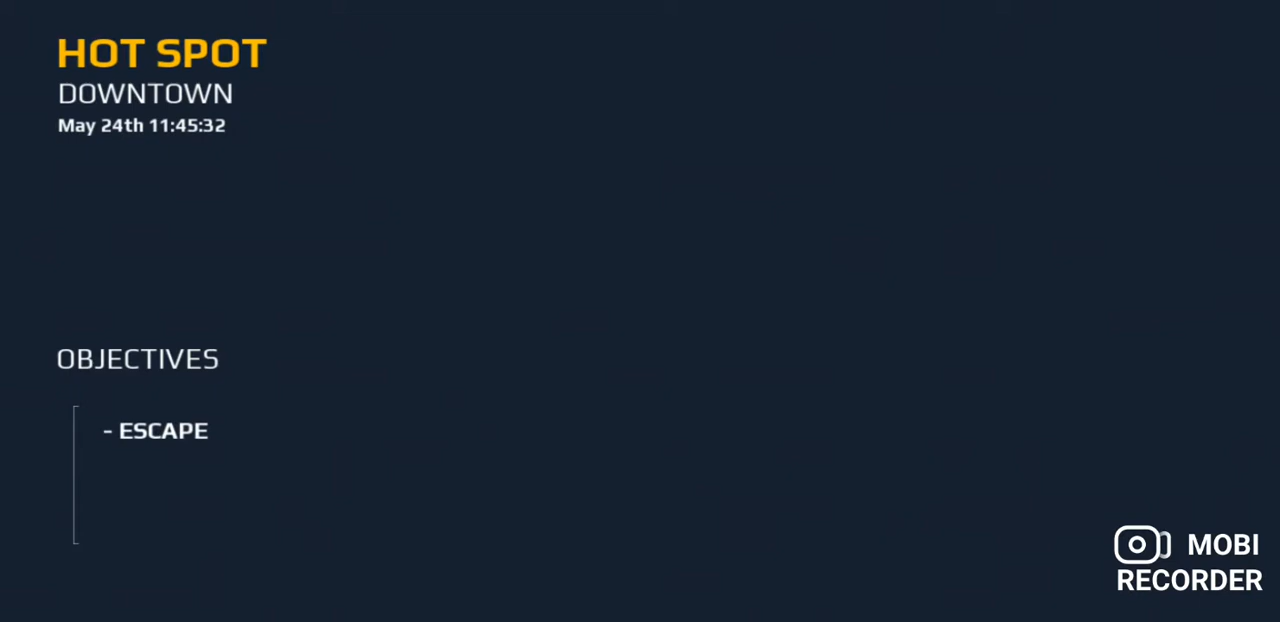 HOT SPOT
DOWNTOWN
May 24th 11:45:32
OBJECTIVES
- ESCAPE
MOBI
RECORDER